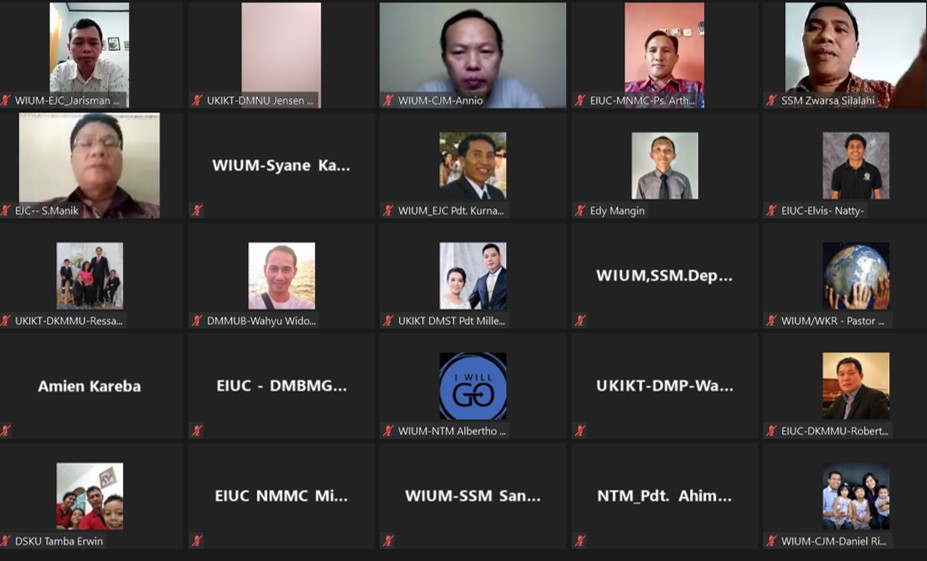 WIUM-EJC_Jarisman ...
UKIKT-DMNU Jensen ...
WIUM-CJM-Annio
EIUC-MNMC-Ps. Arth...
SSM Zwarsa Silalahi
EJC-- S.Manik
WIUM-Syane Ka...
WIUM_EJC Pdt. Kurna...
Edy Mangin
EIUC-Elvis- Natty-
UKIKT-DKMMU-Ressa...
DMMUB-Wahyu Wido...
UKIKT DMST Pdt Mille...
WIUM,SSM.Dep...
WIUM/WKR - Pastor ...
Amien Kareba
EIUC - DMBMG...
I WILL
GO
WIUM-NTM Albertho ...
UKIKT-DMP-Wa...
EIUC-DKMMU-Robert...
DSKU Tamba Erwin
EIUC NMMC Mi...
WIUM-SSM San...
NTM_Pdt. Ahim...
WIUM-CJM-Daniel Ri...